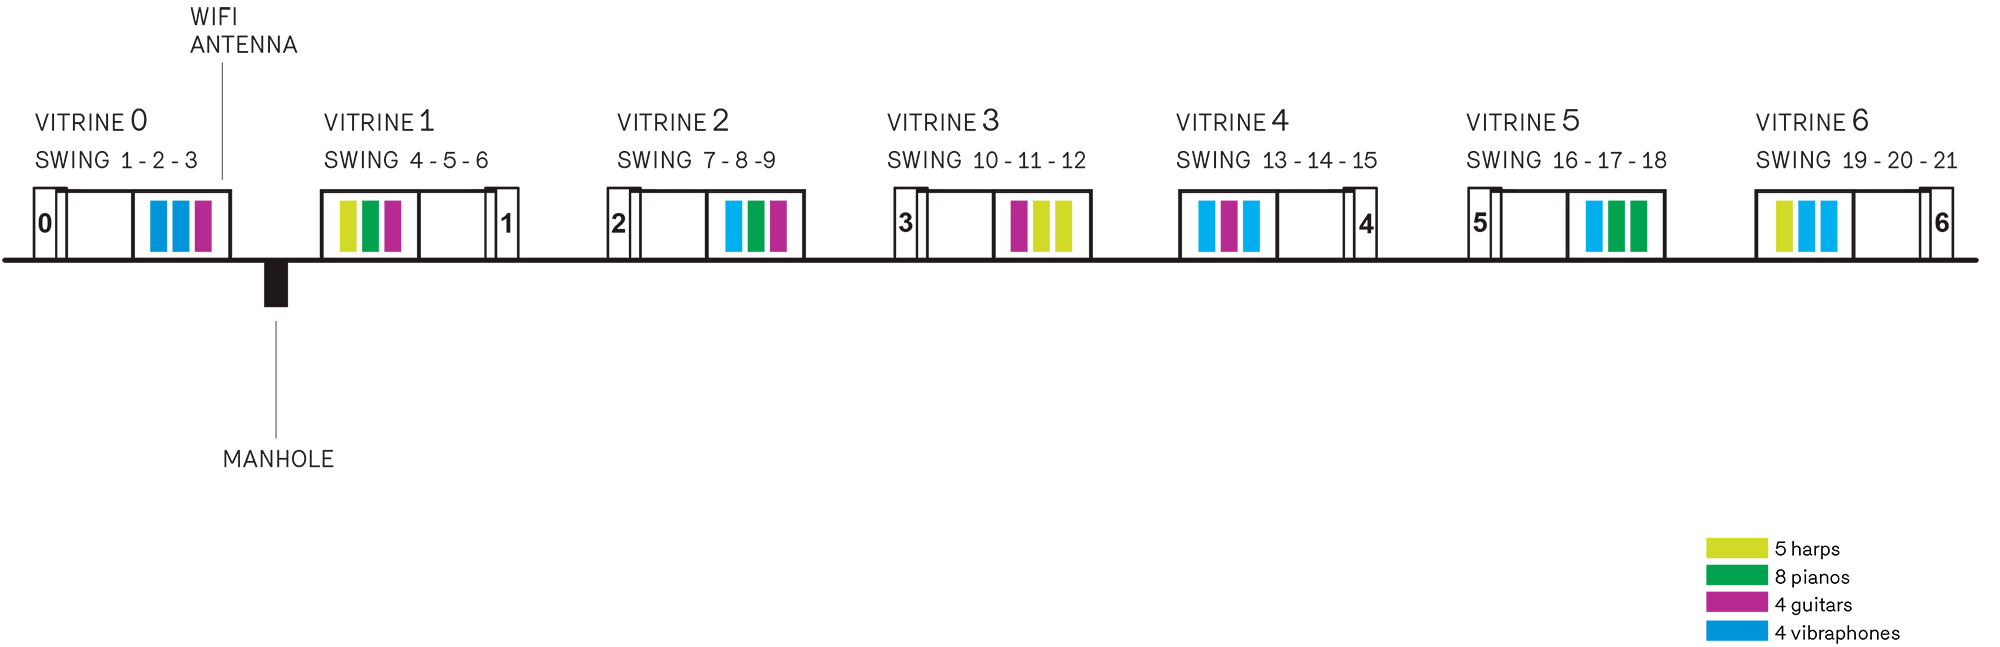 WIFI
ANTENNA
VITRINE 0
SWING 1 - 2 - 3
VITRINE 1
SWING 4 - 5 - 6
VITRINE 2
SWING 7 - 8 -9
VITRINE 3
SWING 10 - 11 - 12
VITRINE 4
SWING 13 - 14 - 15
VITRINE 5
SWING 16 - 17 - 18
VITRINE 6
SWING 19 - 20 - 21
0
1
2
3
4
5
6
MANHOLE
5 harps
8 pianos
4 guitars
4 vibraphones